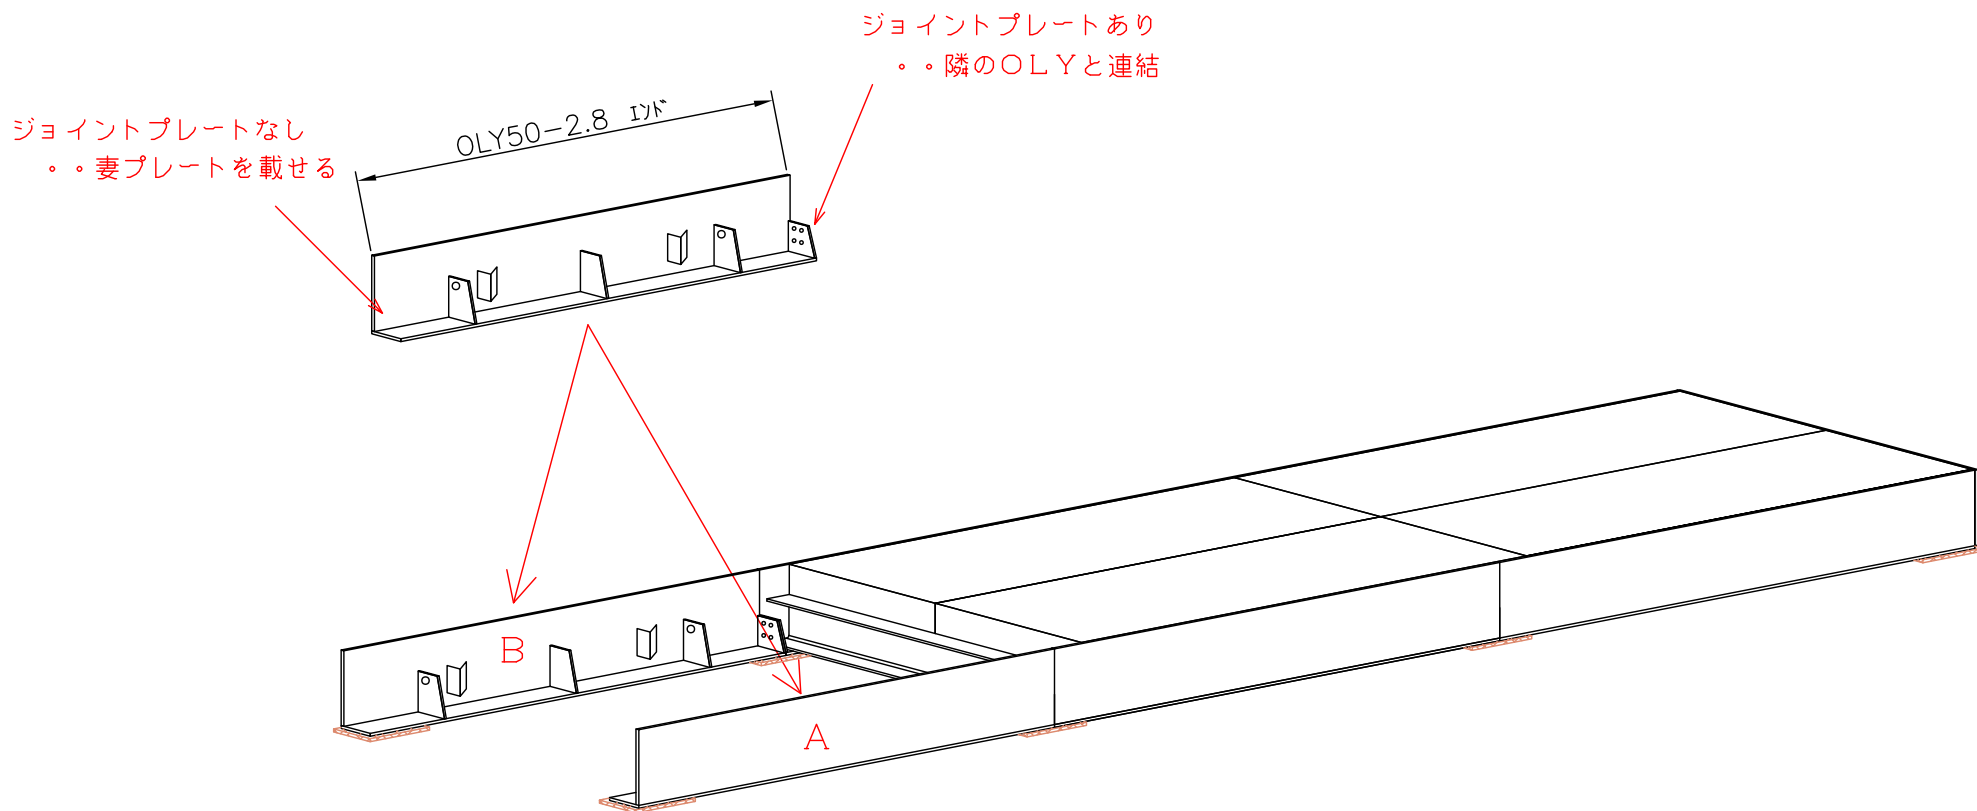 ジョイントプレートあり
・・隣のOLYと連結
OLY50-2.8 エンド
ジョイントプレートなし
・・妻プレートを載せる
B
A